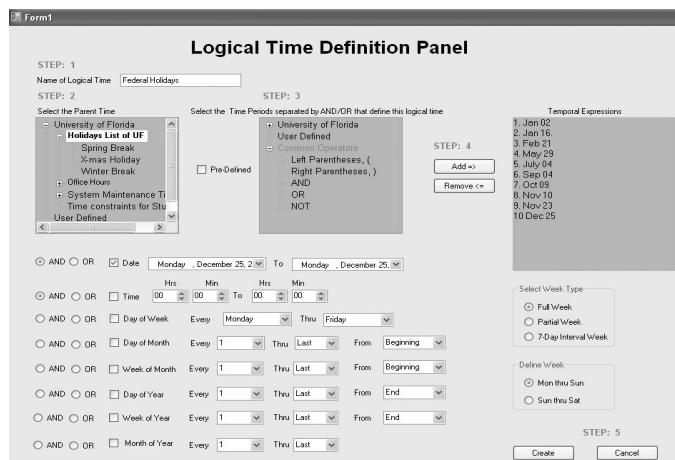 Form1
Logical Time Definition Panel
STEP: 1
Name of Logical Time Federal Holidays
STEP: 2
STEP: 3
Select the Parent Time
Select the Time Periods separated by AND/OR that define this logical time
Temporal Expressions
University of Florida
Holidays List of UF
Spring Break
X-mas Holiday
Winter Break
Office Hours
System Maintenance Ti
Time constraints for Stu
User Defined
Pre-Defined
University of Florida
User Defined
Common Operators
Left Parentheses, (
Right Parentheses, )
AND
OR
NOT
STEP: 4
Add =>
Remove <=
1. Jan 02
2. Jan 16.
3. Feb 21
4. May 29
5. July 04
6. Sep 04
7. Oct 09
8. Nov 10
9. Nov 23
10 Dec 25
AND OR Date Monday , December 25, 2 To Monday , December 25,
Hrs Min Hrs Min
AND OR Time 00 00 To 00 00
AND OR Day of Week Every Monday Thru Friday
AND OR Day of Month Every 1 Thru Last From Beginning
AND OR Week of Month Every 1 Thru Last From Beginning
AND OR Day of Year Every 1 Thru Last From End
AND OR Week of Year Every 1 Thru Last From End
AND OR Month of Year Every 1 Thru Last
Select Week Type
Full Week
Partial Week
7-Day Interval Week
Define Week
Mon thru Sun
Sun thru Sat
STEP: 5
Create Cancel